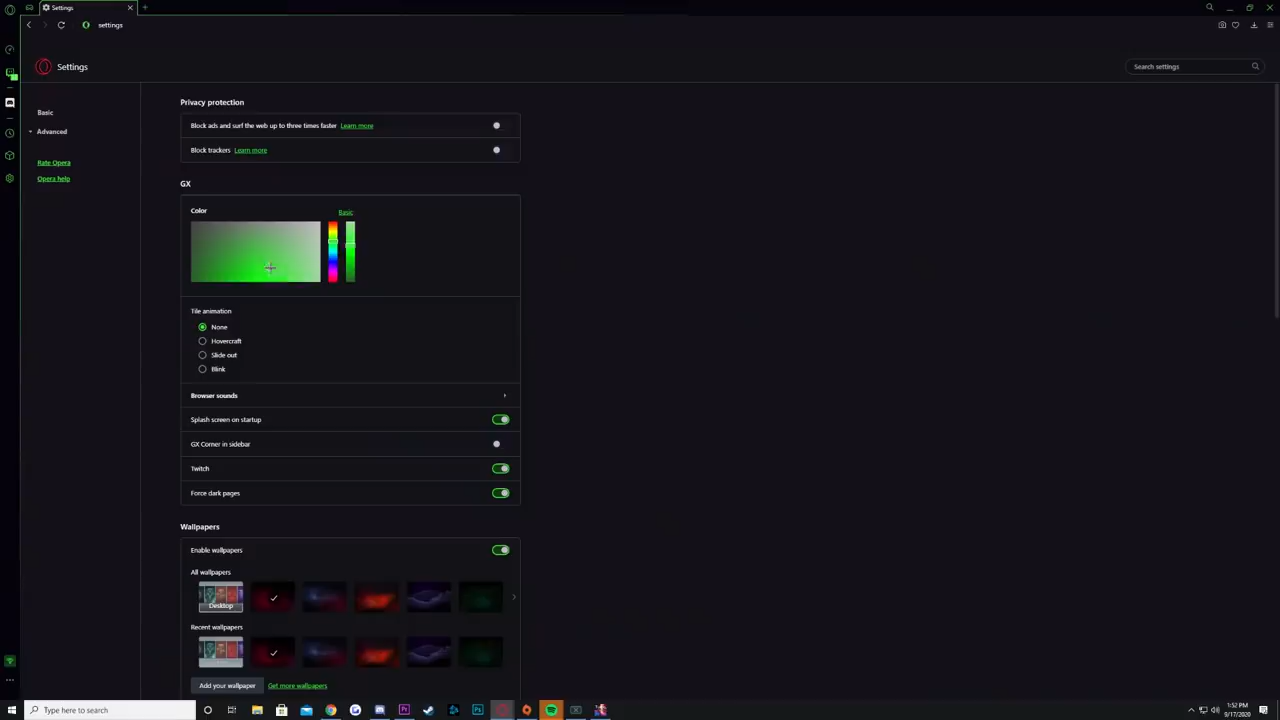 Settings
settings
Settings
Search settings
Basic
Advanced
Rate Opera
Opera help
Privacy protection
Block ads and surf the web up to three times faster Learn more
Block trackers Learn more
GX
Color
Basic
Tile animation
None
Hovercraft
Slide out
Blink
Browser sounds
Splash screen on startup
GX Corner in sidebar
Twitch
Force dark pages
Wallpapers
Enable wallpapers
All wallpapers
Desktop
Recent wallpapers
Add your wallpaper Get more wallpapers
Type here to search
1:52 PM
9/17/2020